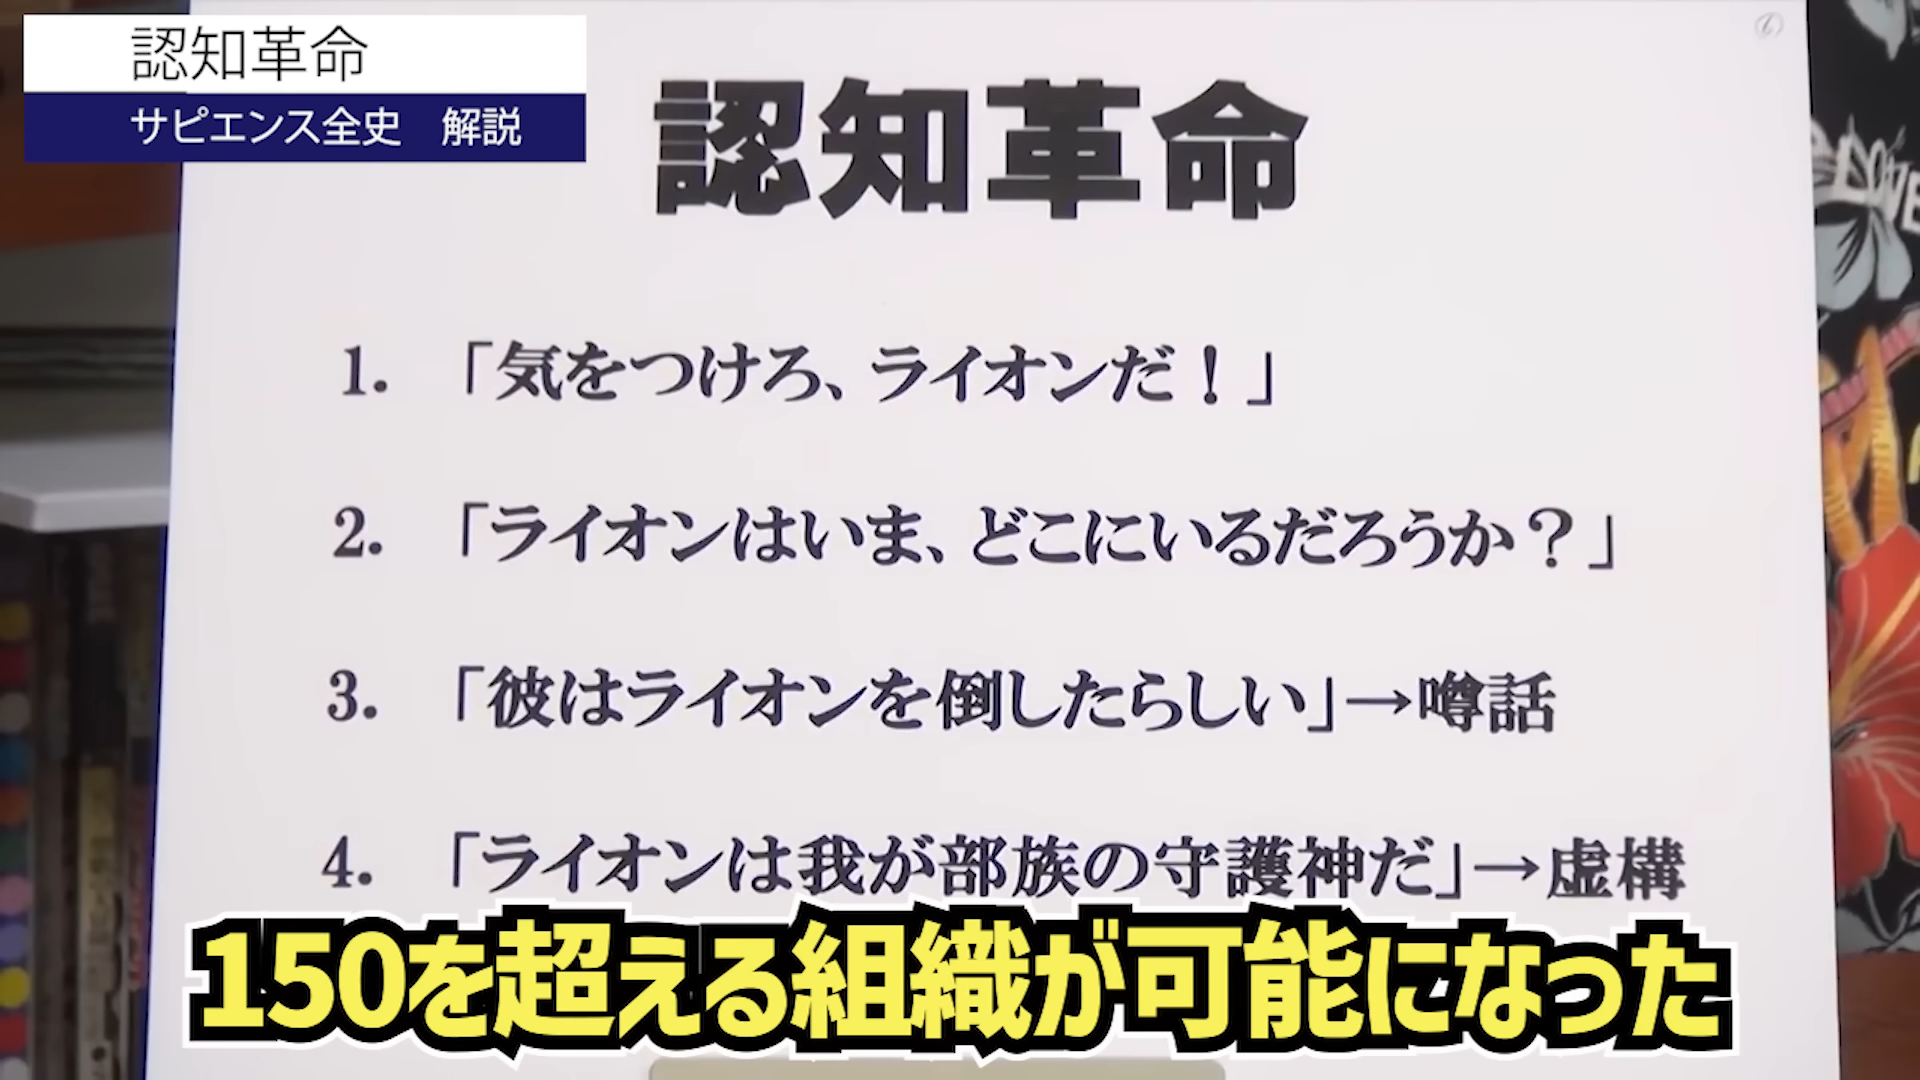 認知革命
サピエンス全史　解説
認知革命
1. 「気をつけろ、ライオンだ！」
2. 「ライオンはいま、どこにいるだろうか？」
3. 「彼はライオンを倒したらしい」→噂話
4. 「ライオンは我が部族の守護神だ」→虚構
150を超える組織が可能になった